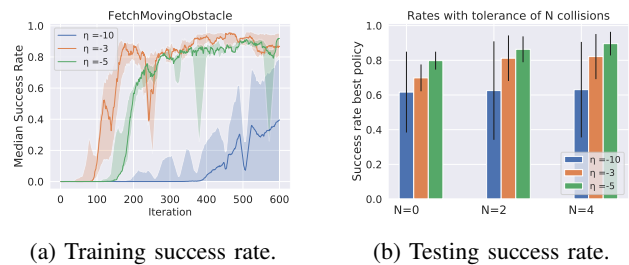 FetchMovingObstacle
Median Success Rate
1.0
0.8
0.6
0.4
0.2
0.0
η =-10
η =-3
η =-5
0 100 200 300 400 500 600
Iteration
(a) Training success rate.
Rates with tolerance of N collisions
Success rate best policy
1.0
0.8
0.6
0.4
0.2
0.0
η =-10
η =-3
η =-5
N=0 N=2 N=4
(b) Testing success rate.